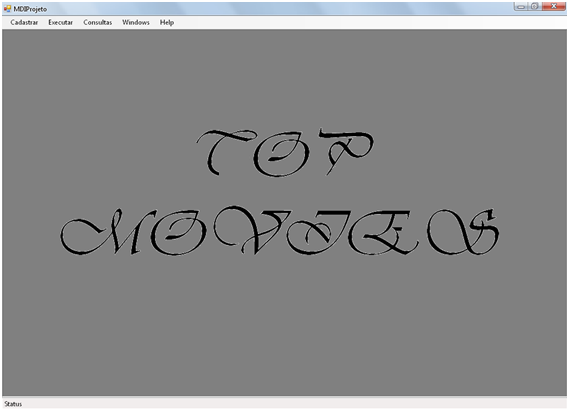 MDIProjeto
Cadastrar Executar Consultas Windows Help
TOP
MOVIES
Status